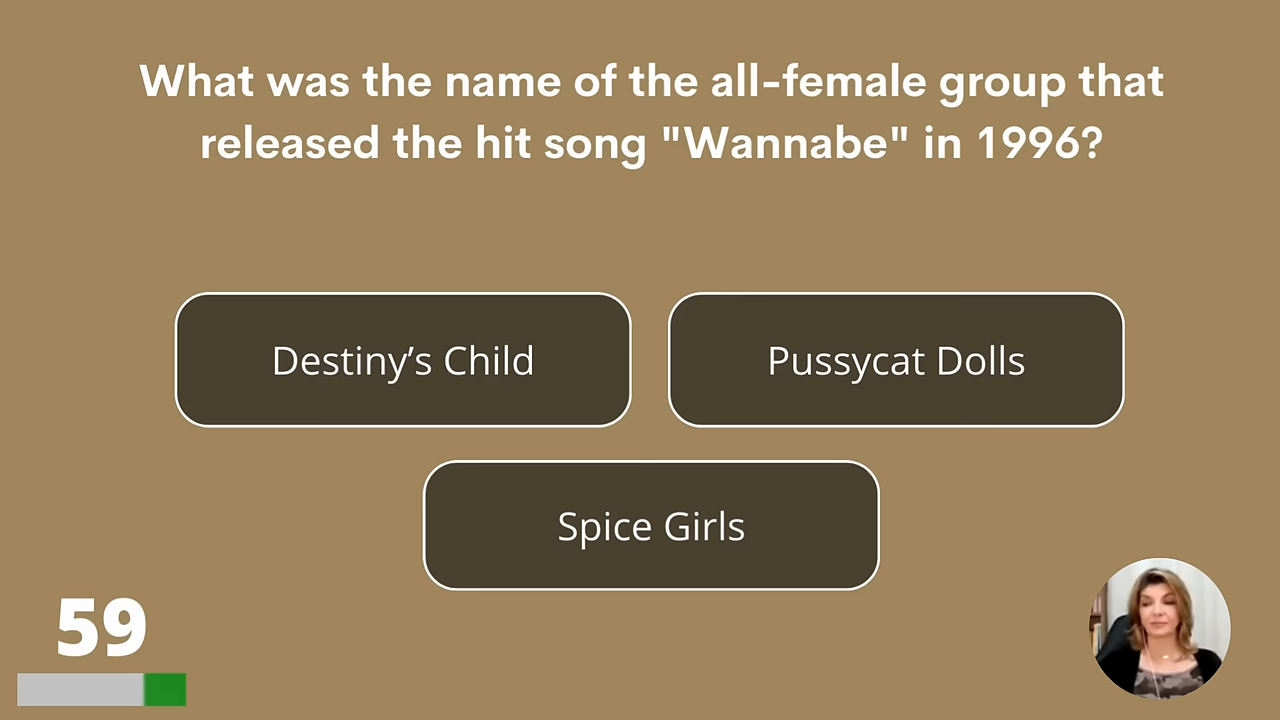 What was the name of the all-female group that
released the hit song "Wannabe" in 1996?
Destiny’s Child
Pussycat Dolls
Spice Girls
59